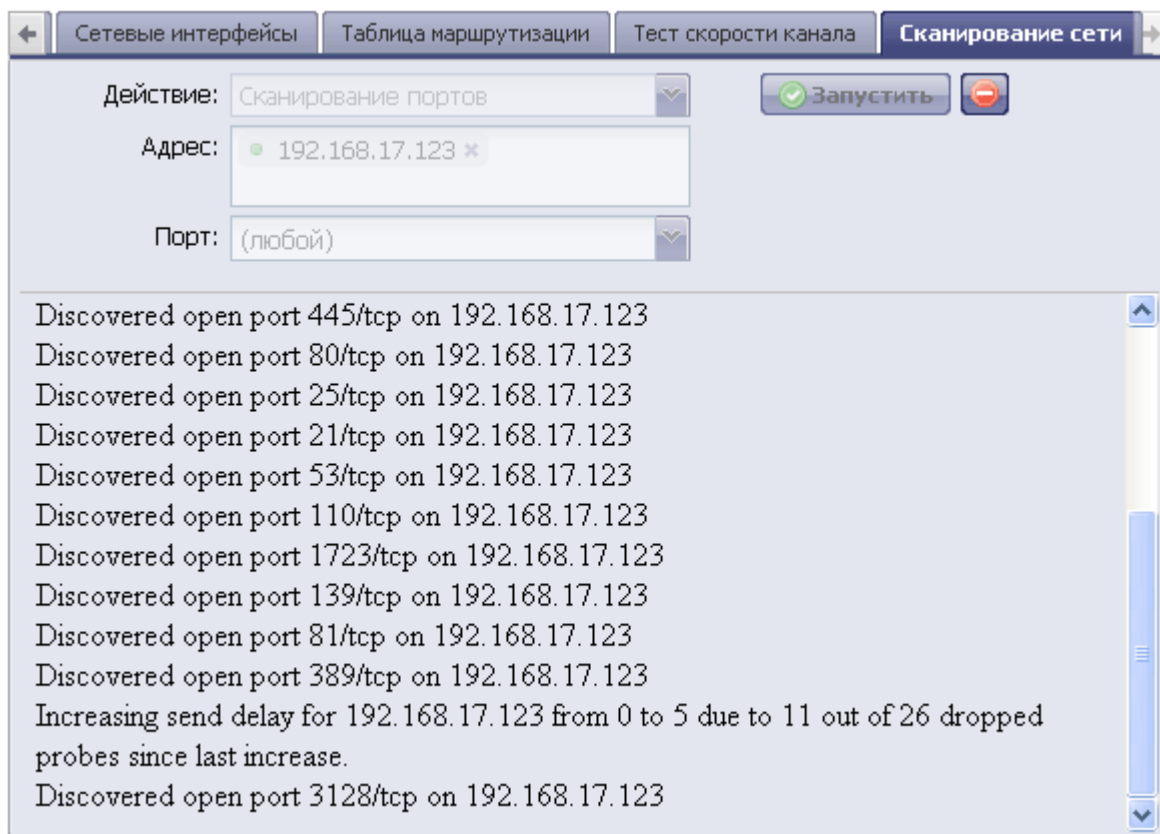 Сетевые интерфейсы Таблица маршрутизации Тест скорости канала Сканирование сети
Действие: Сканирование портов Запустить
Адрес: 192.168.17.123
Порт: (любой)
Discovered open port 445/tcp on 192.168.17.123
Discovered open port 80/tcp on 192.168.17.123
Discovered open port 25/tcp on 192.168.17.123
Discovered open port 21/tcp on 192.168.17.123
Discovered open port 53/tcp on 192.168.17.123
Discovered open port 110/tcp on 192.168.17.123
Discovered open port 1723/tcp on 192.168.17.123
Discovered open port 139/tcp on 192.168.17.123
Discovered open port 81/tcp on 192.168.17.123
Discovered open port 389/tcp on 192.168.17.123
Increasing send delay for 192.168.17.123 from 0 to 5 due to 11 out of 26 dropped
probes since last increase.
Discovered open port 3128/tcp on 192.168.17.123